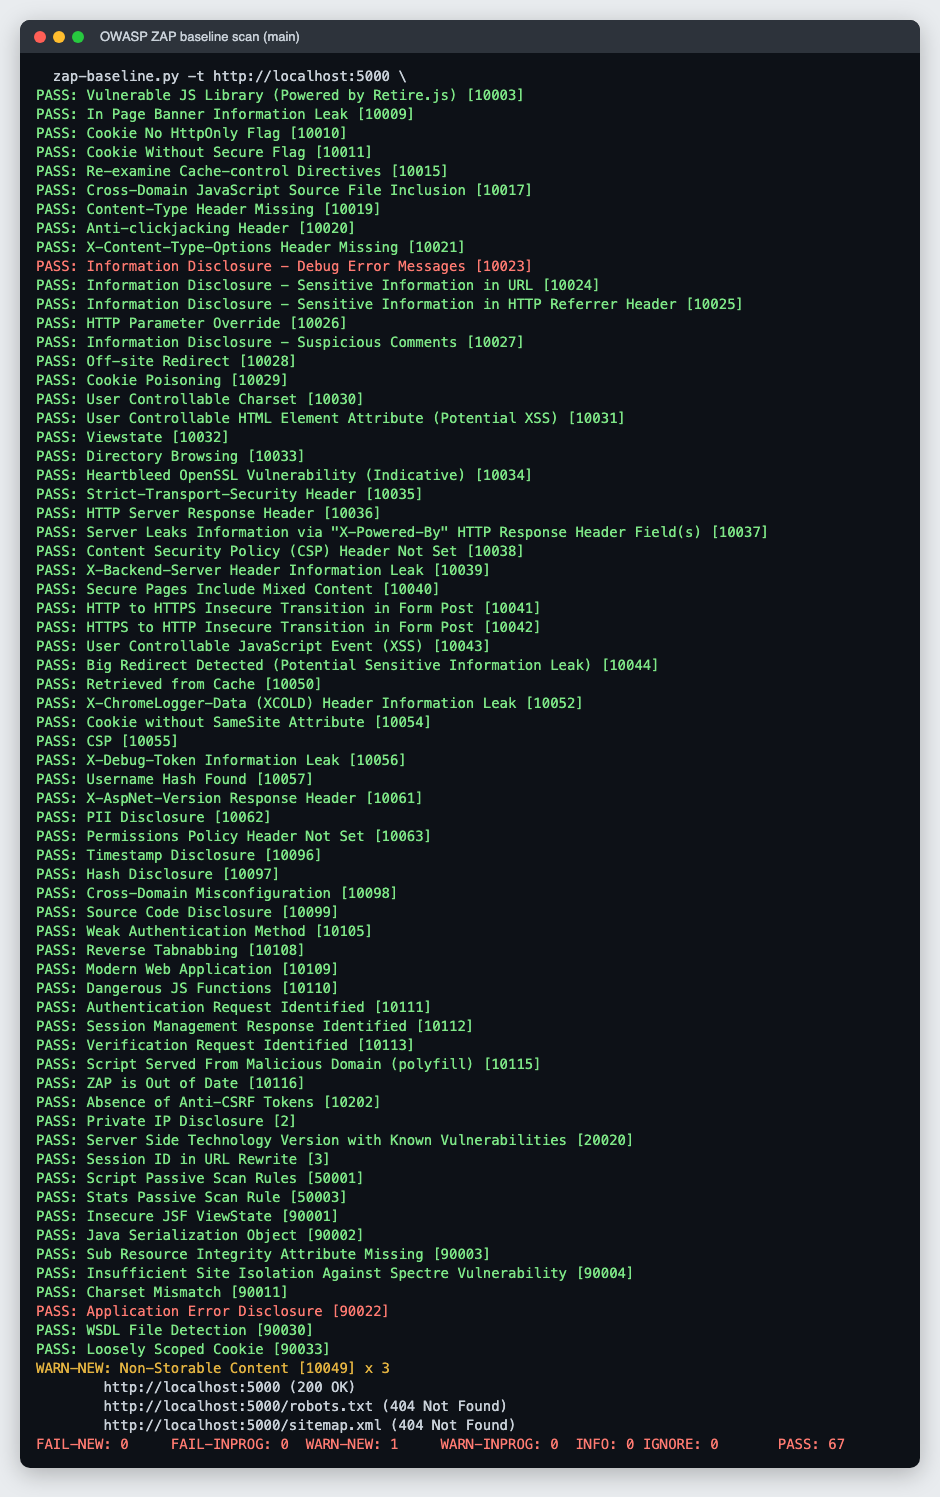 OWASP ZAP baseline scan (main)
zap-baseline.py -t http://localhost:5000 \
PASS: Vulnerable JS Library (Powered by Retire.js) [10003]
PASS: In Page Banner Information Leak [10009]
PASS: Cookie No HttpOnly Flag [10010]
PASS: Cookie Without Secure Flag [10011]
PASS: Re-examine Cache-control Directives [10015]
PASS: Cross-Domain JavaScript Source File Inclusion [10017]
PASS: Content-Type Header Missing [10019]
PASS: Anti-clickjacking Header [10020]
PASS: X-Content-Type-Options Header Missing [10021]
PASS: Information Disclosure - Debug Error Messages [10023]
PASS: Information Disclosure - Sensitive Information in URL [10024]
PASS: Information Disclosure - Sensitive Information in HTTP Referrer Header [10025]
PASS: HTTP Parameter Override [10026]
PASS: Information Disclosure - Suspicious Comments [10027]
PASS: Off-site Redirect [10028]
PASS: Cookie Poisoning [10029]
PASS: User Controllable Charset [10030]
PASS: User Controllable HTML Element Attribute (Potential XSS) [10031]
PASS: Viewstate [10032]
PASS: Directory Browsing [10033]
PASS: Heartbleed OpenSSL Vulnerability (Indicative) [10034]
PASS: Strict-Transport-Security Header [10035]
PASS: HTTP Server Response Header [10036]
PASS: Server Leaks Information via "X-Powered-By" HTTP Response Header Field(s) [10037]
PASS: Content Security Policy (CSP) Header Not Set [10038]
PASS: X-Backend-Server Header Information Leak [10039]
PASS: Secure Pages Include Mixed Content [10040]
PASS: HTTP to HTTPS Insecure Transition in Form Post [10041]
PASS: HTTPS to HTTP Insecure Transition in Form Post [10042]
PASS: User Controllable JavaScript Event (XSS) [10043]
PASS: Big Redirect Detected (Potential Sensitive Information Leak) [10044]
PASS: Retrieved from Cache [10050]
PASS: X-ChromeLogger-Data (XCOLD) Header Information Leak [10052]
PASS: Cookie without SameSite Attribute [10054]
PASS: CSP [10055]
PASS: X-Debug-Token Information Leak [10056]
PASS: Username Hash Found [10057]
PASS: X-AspNet-Version Response Header [10061]
PASS: PII Disclosure [10062]
PASS: Permissions Policy Header Not Set [10063]
PASS: Timestamp Disclosure [10096]
PASS: Hash Disclosure [10097]
PASS: Cross-Domain Misconfiguration [10098]
PASS: Source Code Disclosure [10099]
PASS: Weak Authentication Method [10105]
PASS: Reverse Tabnabbing [10108]
PASS: Modern Web Application [10109]
PASS: Dangerous JS Functions [10110]
PASS: Authentication Request Identified [10111]
PASS: Session Management Response Identified [10112]
PASS: Verification Request Identified [10113]
PASS: Script Served From Malicious Domain (polyfill) [10115]
PASS: ZAP is Out of Date [10116]
PASS: Absence of Anti-CSRF Tokens [10202]
PASS: Private IP Disclosure [2]
PASS: Server Side Technology Version with Known Vulnerabilities [20020]
PASS: Session ID in URL Rewrite [3]
PASS: Script Passive Scan Rules [50001]
PASS: Stats Passive Scan Rule [50003]
PASS: Insecure JSF ViewState [90001]
PASS: Java Serialization Object [90002]
PASS: Sub Resource Integrity Attribute Missing [90003]
PASS: Insufficient Site Isolation Against Spectre Vulnerability [90004]
PASS: Charset Mismatch [90011]
PASS: Application Error Disclosure [90022]
PASS: WSDL File Detection [90030]
PASS: Loosely Scoped Cookie [90033]
WARN-NEW: Non-Storable Content [10049] x 3
http://localhost:5000 (200 OK)
http://localhost:5000/robots.txt (404 Not Found)
http://localhost:5000/sitemap.xml (404 Not Found)
FAIL-NEW: 0 FAIL-INPROG: 0 WARN-NEW: 1 WARN-INPROG: 0 INFO: 0 IGNORE: 0 PASS: 67